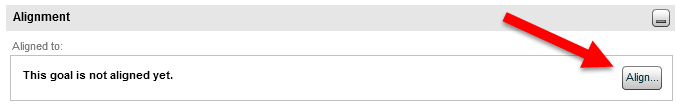 Alignment
Aligned to:
This goal is not aligned yet.
Align...